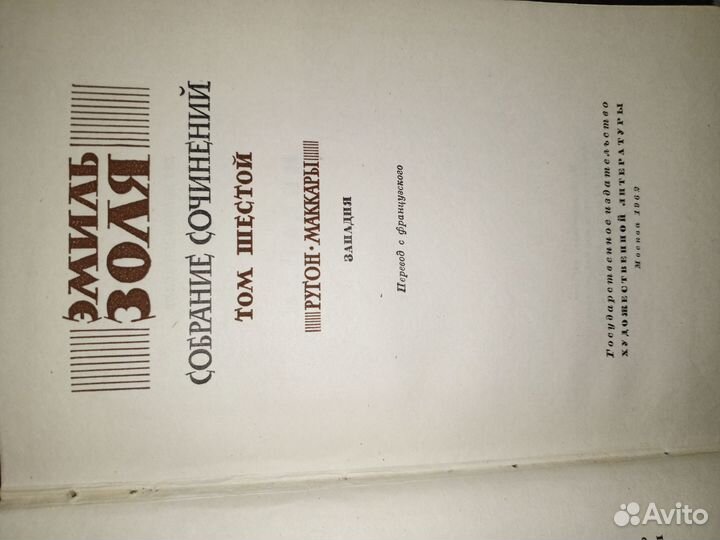 ЭМИЛЬ
ЗОЛЯ
СОБРАНИЕ СОЧИНЕНИЙ
ТОМ ШЕСТОЙ
РУГОН·МАККАРЫ
ЗАПАДНЯ
Перевод с французского
Государственное издательство
ХУДОЖЕСТВЕННОЙ ЛИТЕРАТУРЫ
Москва 1962
Avito